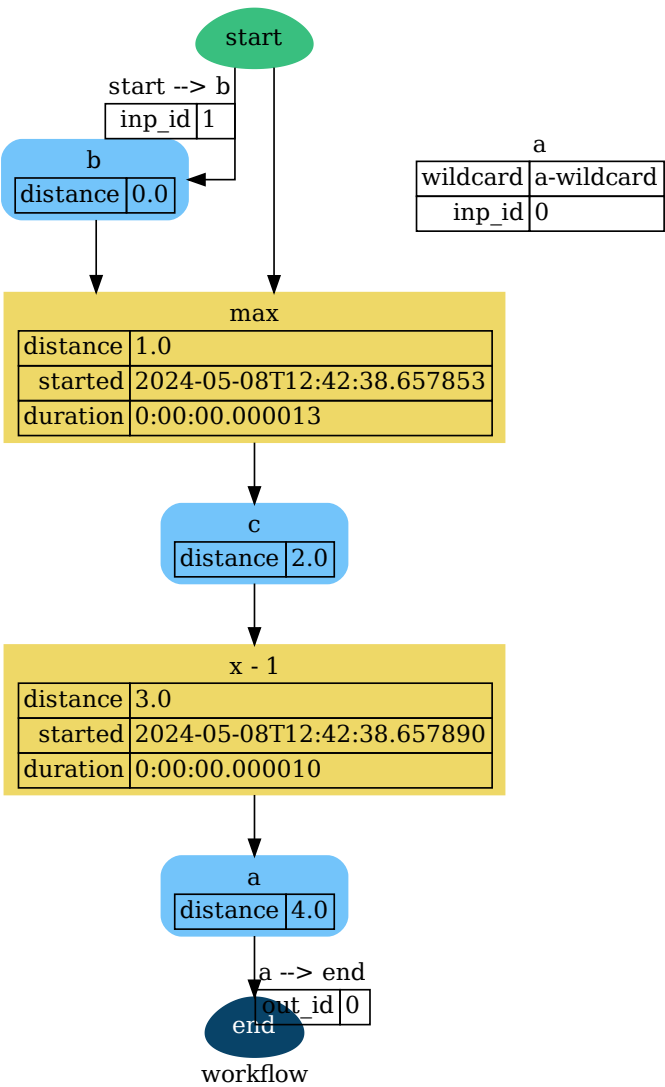 start
start --> b
inp_id 1
b
distance 0.0
a
wildcard a-wildcard
inp_id 0
max
distance 1.0
started 2024-05-08T12:42:38.657853
duration 0:00:00.000013
c
distance 2.0
x - 1
distance 3.0
started 2024-05-08T12:42:38.657890
duration 0:00:00.000010
a
distance 4.0
a --> end
out_id 0
end
workflow